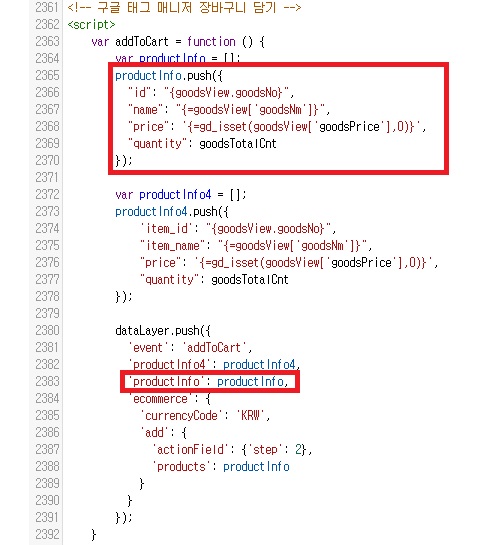 2361 <!-- 구글 태그 매니저 장바구니 담기 -->
2362 <script>
2363 var addToCart = function () {
2364 var productInfo = [];
2365 productInfo.push({
2366 "id": "{goodsView.goodsNo}",
2367 "name": "{=goodsView['goodsNm']}",
2368 "price": '{=gd_isset(goodsView['goodsPrice'],0)}',
2369 "quantity": goodsTotalCnt
2370 });
2371
2372 var productInfo4 = [];
2373 productInfo4.push({
2374 'item_id': "{goodsView.goodsNo}",
2375 "item_name": "{=goodsView['goodsNm']}",
2376 "price": '{=gd_isset(goodsView['goodsPrice'],0)}',
2377 "quantity": goodsTotalCnt
2378 });
2379
2380 dataLayer.push({
2381 'event': 'addToCart',
2382 'productInfo4': productInfo4,
2383 'productInfo': productInfo,
2384 'ecommerce': {
2385 'currencyCode': 'KRW',
2386 'add': {
2387 'actionField': {'step': 2},
2388 'products': productInfo
2389 }
2390 }
2391 });
2392 }